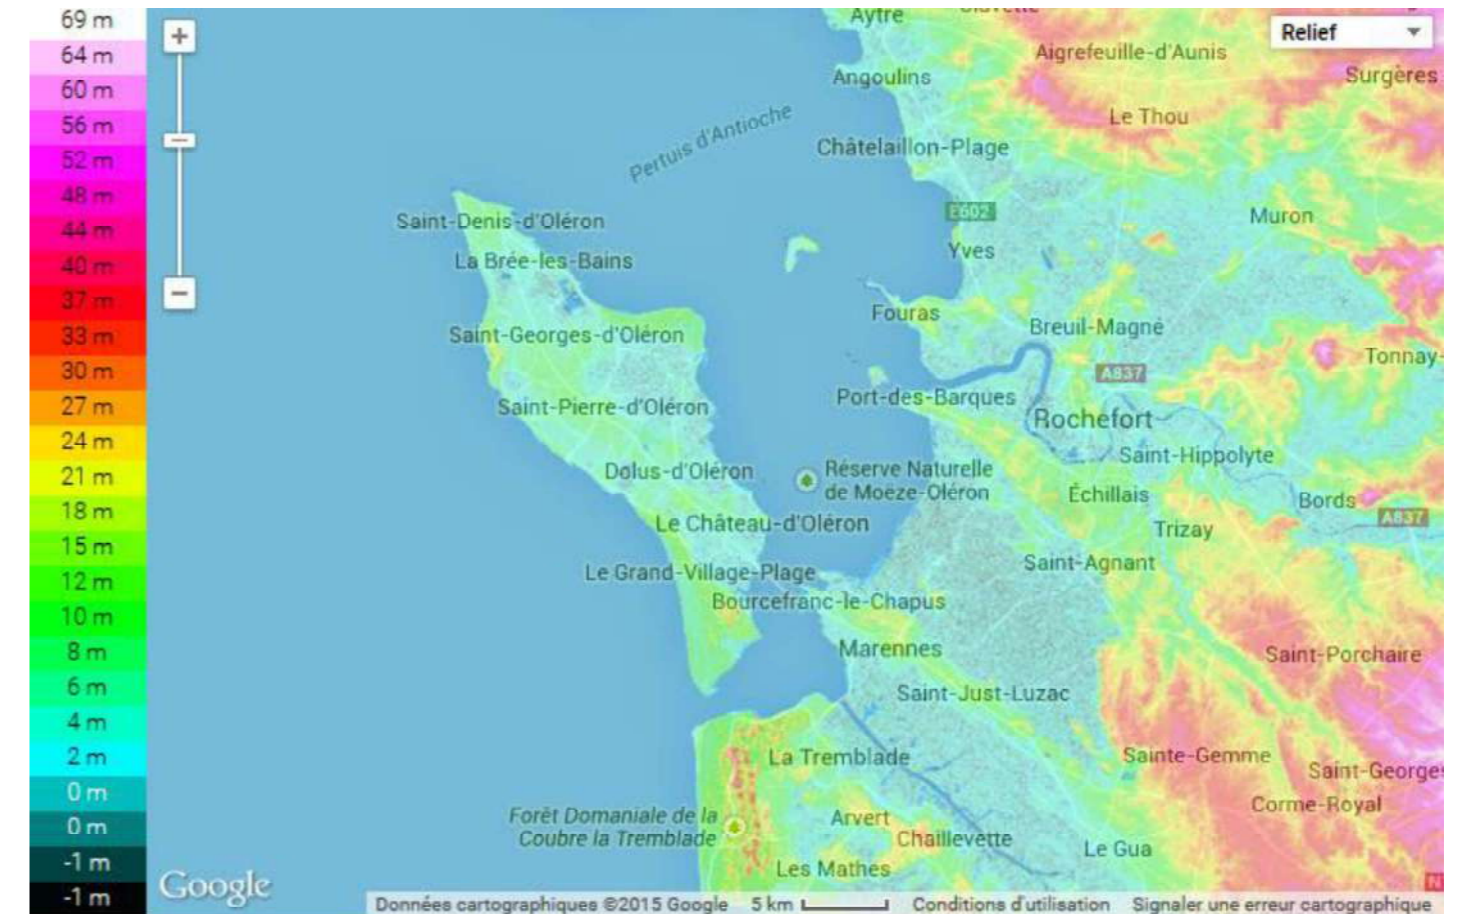 69 m
64 m
60 m
56 m
52 m
48 m
44 m
40 m
37 m
33 m
30 m
27 m
24 m
21 m
18 m
15 m
12 m
10 m
8 m
6 m
4 m
2 m
0 m
0 m
-1 m
-1 m
Relief
Aytre
Aigrefeuille-d'Aunis
Surgères
Angoulins
Le Thou
Pertuis d'Antioche
Châtelaillon-Plage
E602
Muron
Saint-Denis-d'Oléron
Yves
La Brée-les-Bains
Fouras
Breuil-Magné
Saint-Georges-d'Oléron
Tonnay-
A837
Port-des-Barques
Saint-Pierre-d'Oléron
Rochefort
Saint-Hippolyte
Dolus-d'Oléron
Réserve Naturelle
de Moëze-Oléron
Échillais
Bords
A837
Le Château-d'Oléron
Trizay
Saint-Agnant
Le Grand-Village-Plage
Bourcefranc-le-Chapus
Marennes
Saint-Porchaire
Saint-Just-Luzac
La Tremblade
Sainte-Gemme
Saint-Georges
Corme-Royal
Forêt Domaniale de la
Coubre la Tremblade
Arvert
Chaillevette
Le Gua
Les Mathes
N
Google
Données cartographiques ©2015 Google 5 km Conditions d'utilisation Signaler une erreur cartographique